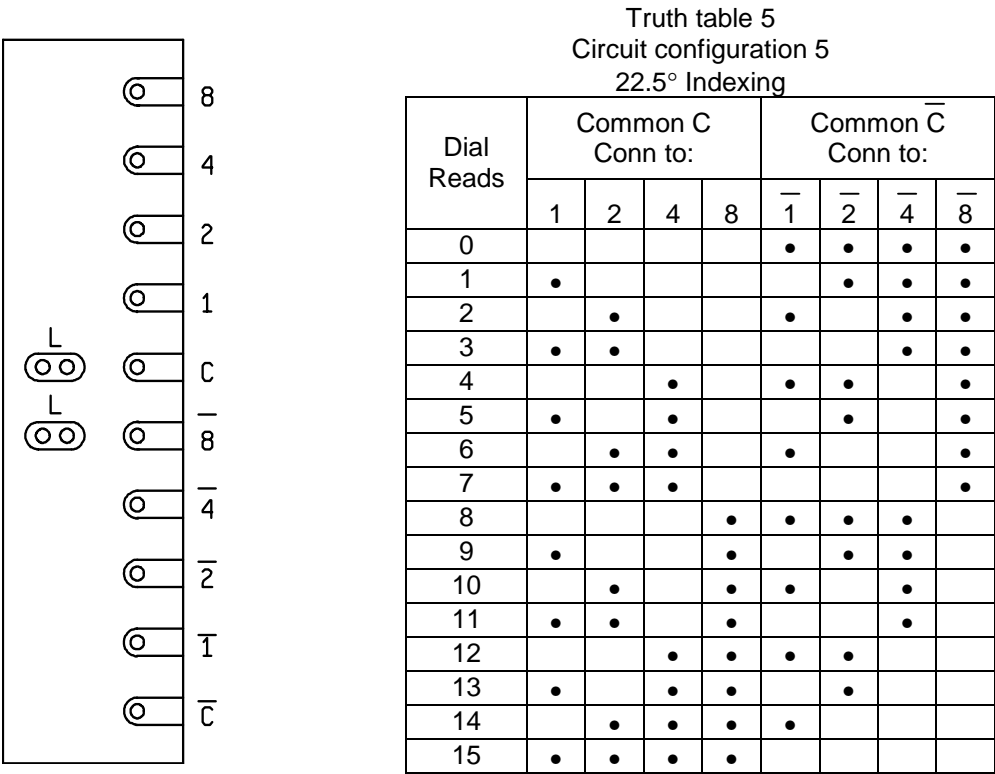 8
4
2
1
L
C
L
8̅
4̅
2̅
1̅
C̅
Truth table 5
Circuit configuration 5
22.5° Indexing
Dial Reads
Common C
Conn to:
Common C̅
Conn to:
1 2 4 8 1̅ 2̅ 4̅ 8̅
0 • • • •
1 • • • •
2 • • • •
3 • • • •
4 • • • •
5 • • • •
6 • • • •
7 • • • •
8 • • • •
9 • • • •
10 • • • •
11 • • • •
12 • • • •
13 • • • •
14 • • • •
15 • • • •